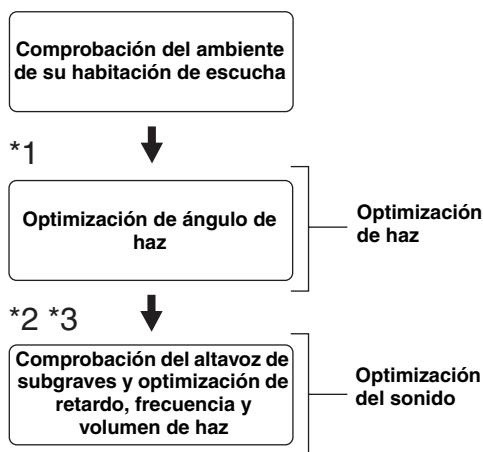 Comprobación del ambiente
de su habitación de escucha
*1
Optimización de ángulo de
haz
Optimización
de haz
*2 *3
Comprobación del altavoz de
subgraves y optimización de
retardo, frecuencia y
volumen de haz
Optimización
del sonido